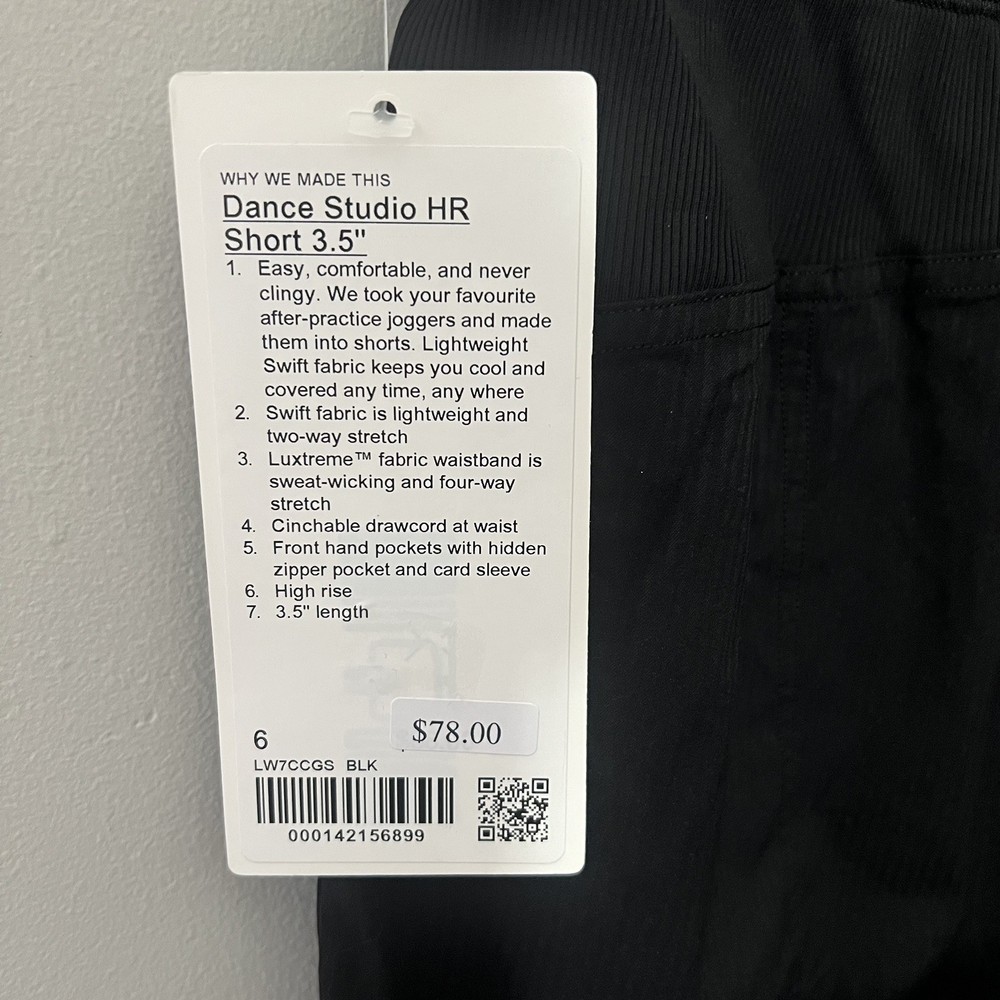 WHY WE MADE THIS
Dance Studio HR
Short 3.5"
1. Easy, comfortable, and never
clingy. We took your favourite
after-practice joggers and made
them into shorts. Lightweight
Swift fabric keeps you cool and
covered any time, any where
2. Swift fabric is lightweight and
two-way stretch
3. Luxtreme™ fabric waistband is
sweat-wicking and four-way
stretch
4. Cinchable drawcord at waist
5. Front hand pockets with hidden
zipper pocket and card sleeve
6. High rise
7. 3.5" length
$78.00
6
LW7CCGS BLK
000142156899